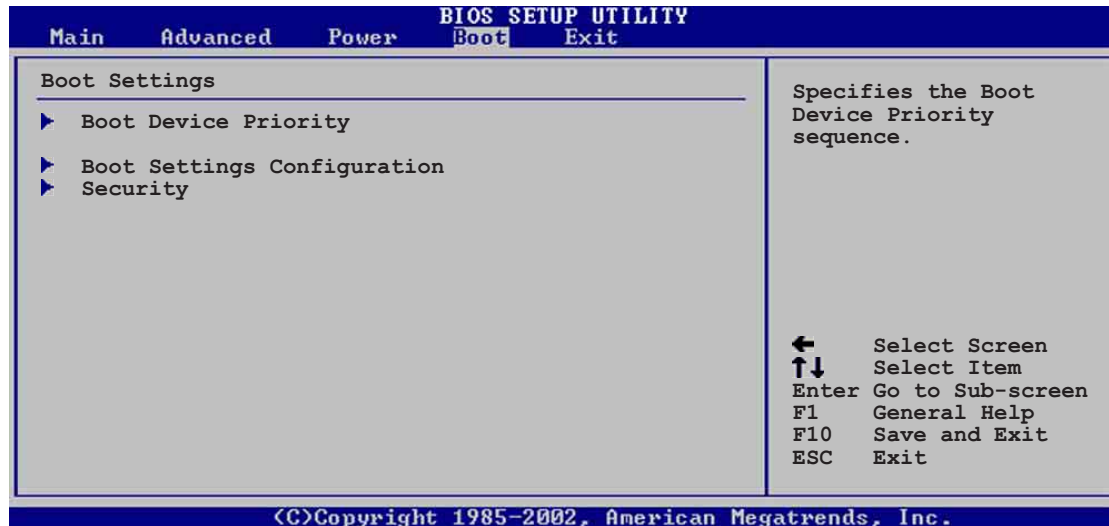 BIOS SETUP UTILITY
Main Advanced Power Boot Exit
Boot Settings
Boot Device Priority
Boot Settings Configuration
Security
Specifies the Boot
Device Priority
sequence.
← Select Screen
↑↓ Select Item
Enter Go to Sub-screen
F1 General Help
F10 Save and Exit
ESC Exit
(C)Copyright 1985-2002, American Megatrends, Inc.